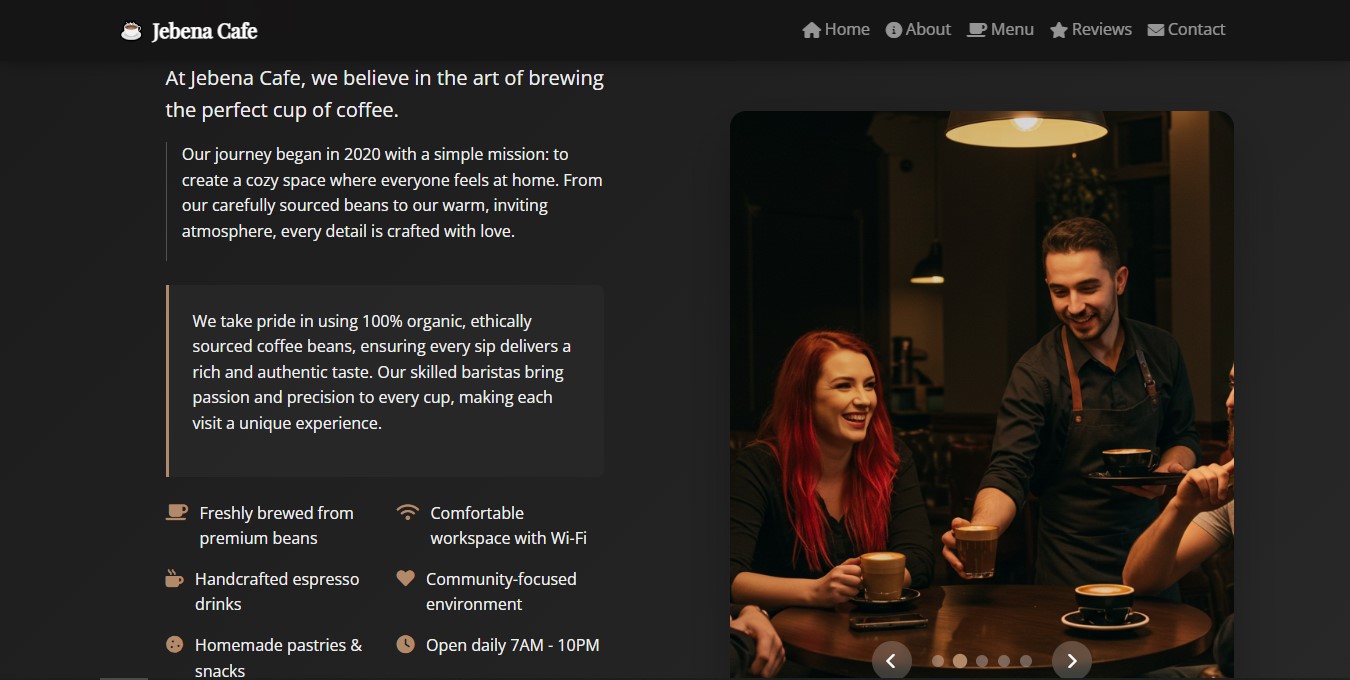 Jebena Cafe
Home
About
Menu
Reviews
Contact
At Jebena Cafe, we believe in the art of brewing
the perfect cup of coffee.
Our journey began in 2020 with a simple mission: to
create a cozy space where everyone feels at home. From
our carefully sourced beans to our warm, inviting
atmosphere, every detail is crafted with love.
We take pride in using 100% organic, ethically
sourced coffee beans, ensuring every sip delivers a
rich and authentic taste. Our skilled baristas bring
passion and precision to every cup, making each
visit a unique experience.
Freshly brewed from
premium beans
Comfortable
workspace with Wi-Fi
Handcrafted espresso
drinks
Community-focused
environment
Homemade pastries &
snacks
Open daily 7AM - 10PM